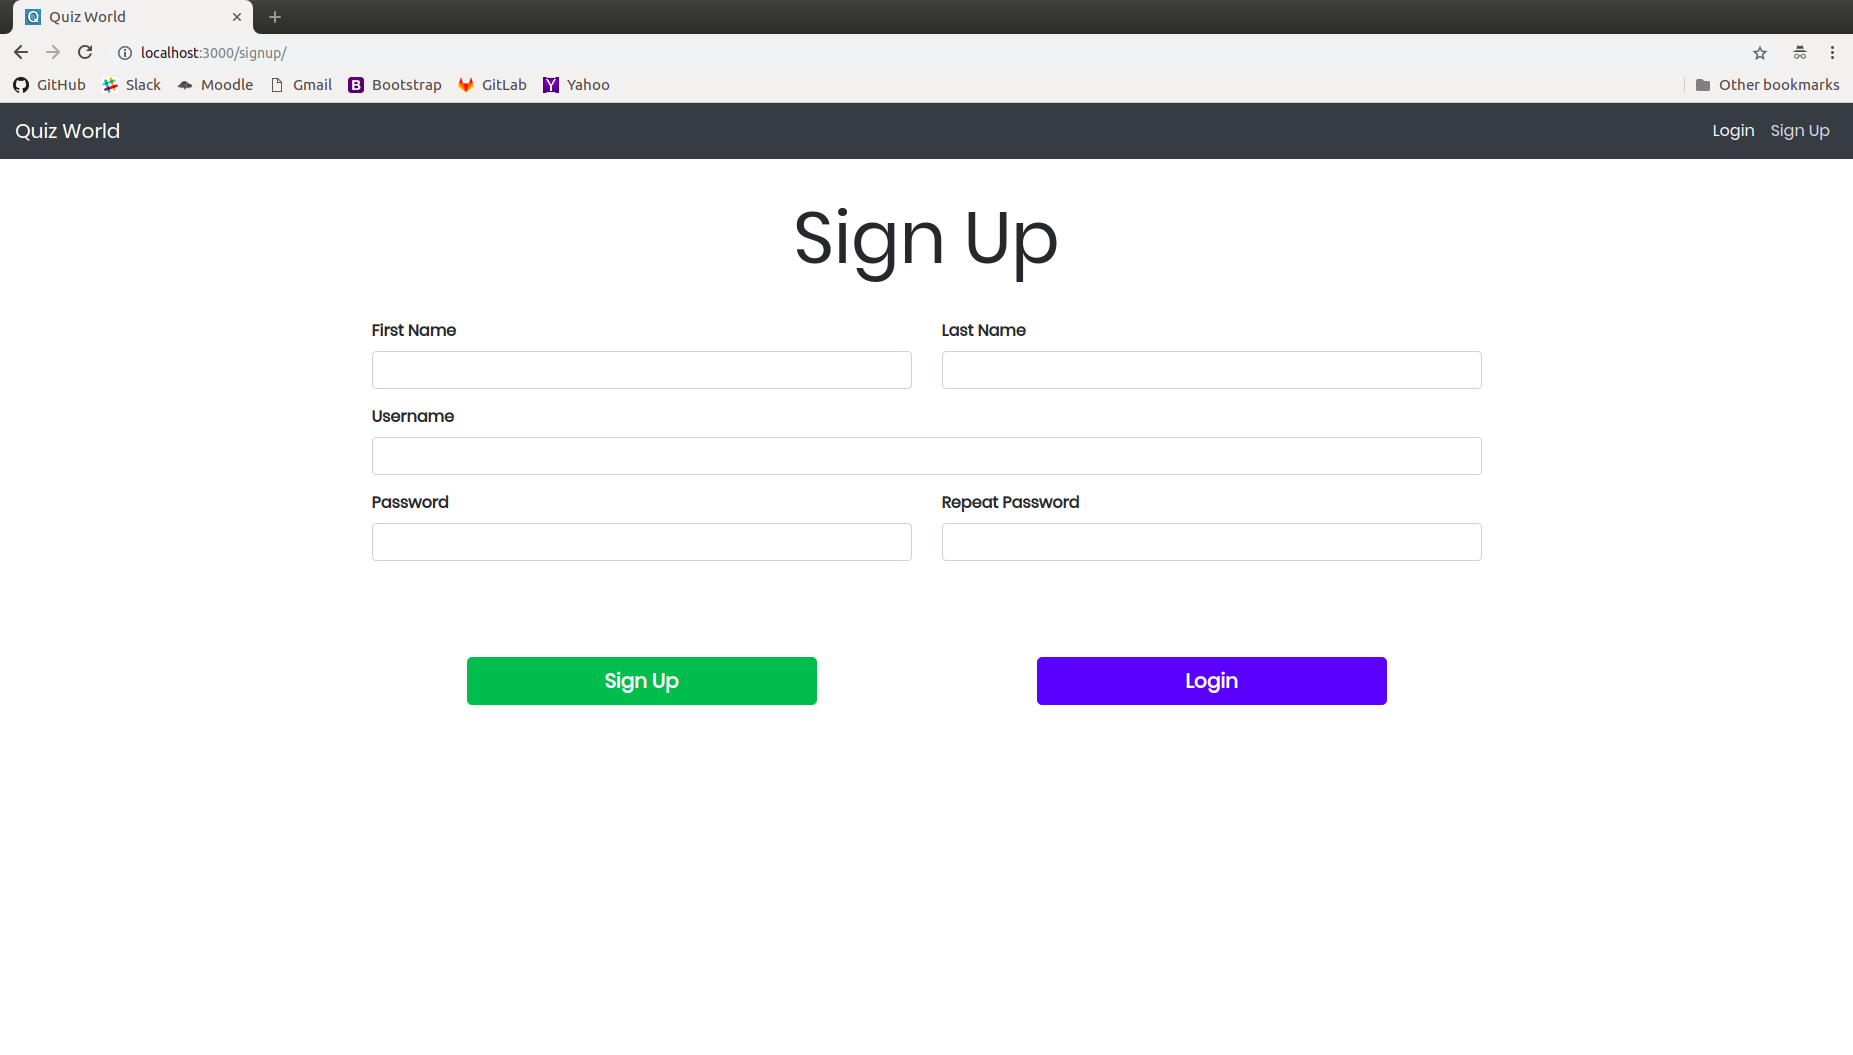 Quiz World
localhost:3000/signup/
GitHub Slack Moodle Gmail Bootstrap GitLab Yahoo Other bookmarks
Quiz World Login Sign Up
Sign Up
First Name Last Name
Username
Password Repeat Password
Sign Up Login